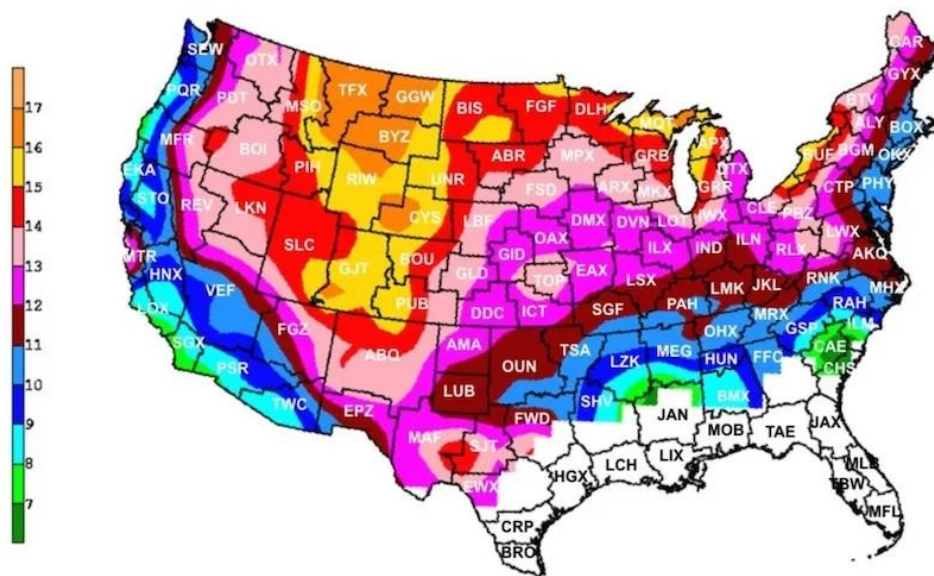 CAR
SEW
OTX
GYX
PQR
PDT
MSO
TFX
GGW
BIS
FGF
DLH
MQT
BTV
ALY
BOX
17
MFR
BOI
BYZ
ABR
MPX
GRB
APX
BUF
BGM
OKX
16
EKA
PIH
RIW
UNR
FSD
ARX
MKX
GRR
DTX
CTP
PHY
15
STO
REV
LKN
CYS
LBF
DMX
DVN
LOT
IWX
CLE
PBZ
14
MTR
SLC
GJT
BOU
GLD
GID
OAX
ILX
IND
ILN
RLX
LWX
AKQ
13
HNX
VEF
PUB
TOP
EAX
LSX
LMK
JKL
RNK
MHX
12
LOX
FGZ
ABQ
DDC
ICT
SGF
PAH
MRX
RAH
11
SGX
PSR
AMA
OUN
TSA
OHX
GSP
ILM
10
TWC
EPZ
LUB
LZK
MEG
HUN
FFC
CAE
CHS
9
MAF
SJT
FWD
SHV
JAN
BMX
8
EWX
HGX
LCH
LIX
MOB
TAE
JAX
7
CRP
BRO
MLB
TBW
MFL